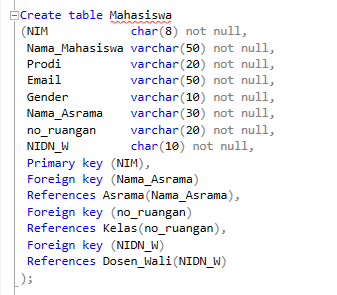 Create table Mahasiswa
(NIM char(8) not null,
Nama_Mahasiswa varchar(50) not null,
Prodi varchar(20) not null,
Email varchar(50) not null,
Gender varchar(10) not null,
Nama_Asrama varchar(30) not null,
no_ruangan varchar(20) not null,
NIDN_W char(10) not null,
Primary key (NIM),
Foreign key (Nama_Asrama)
References Asrama(Nama_Asrama),
Foreign key (no_ruangan)
References Kelas(no_ruangan),
Foreign key (NIDN_W)
References Dosen_Wali(NIDN_W)
);